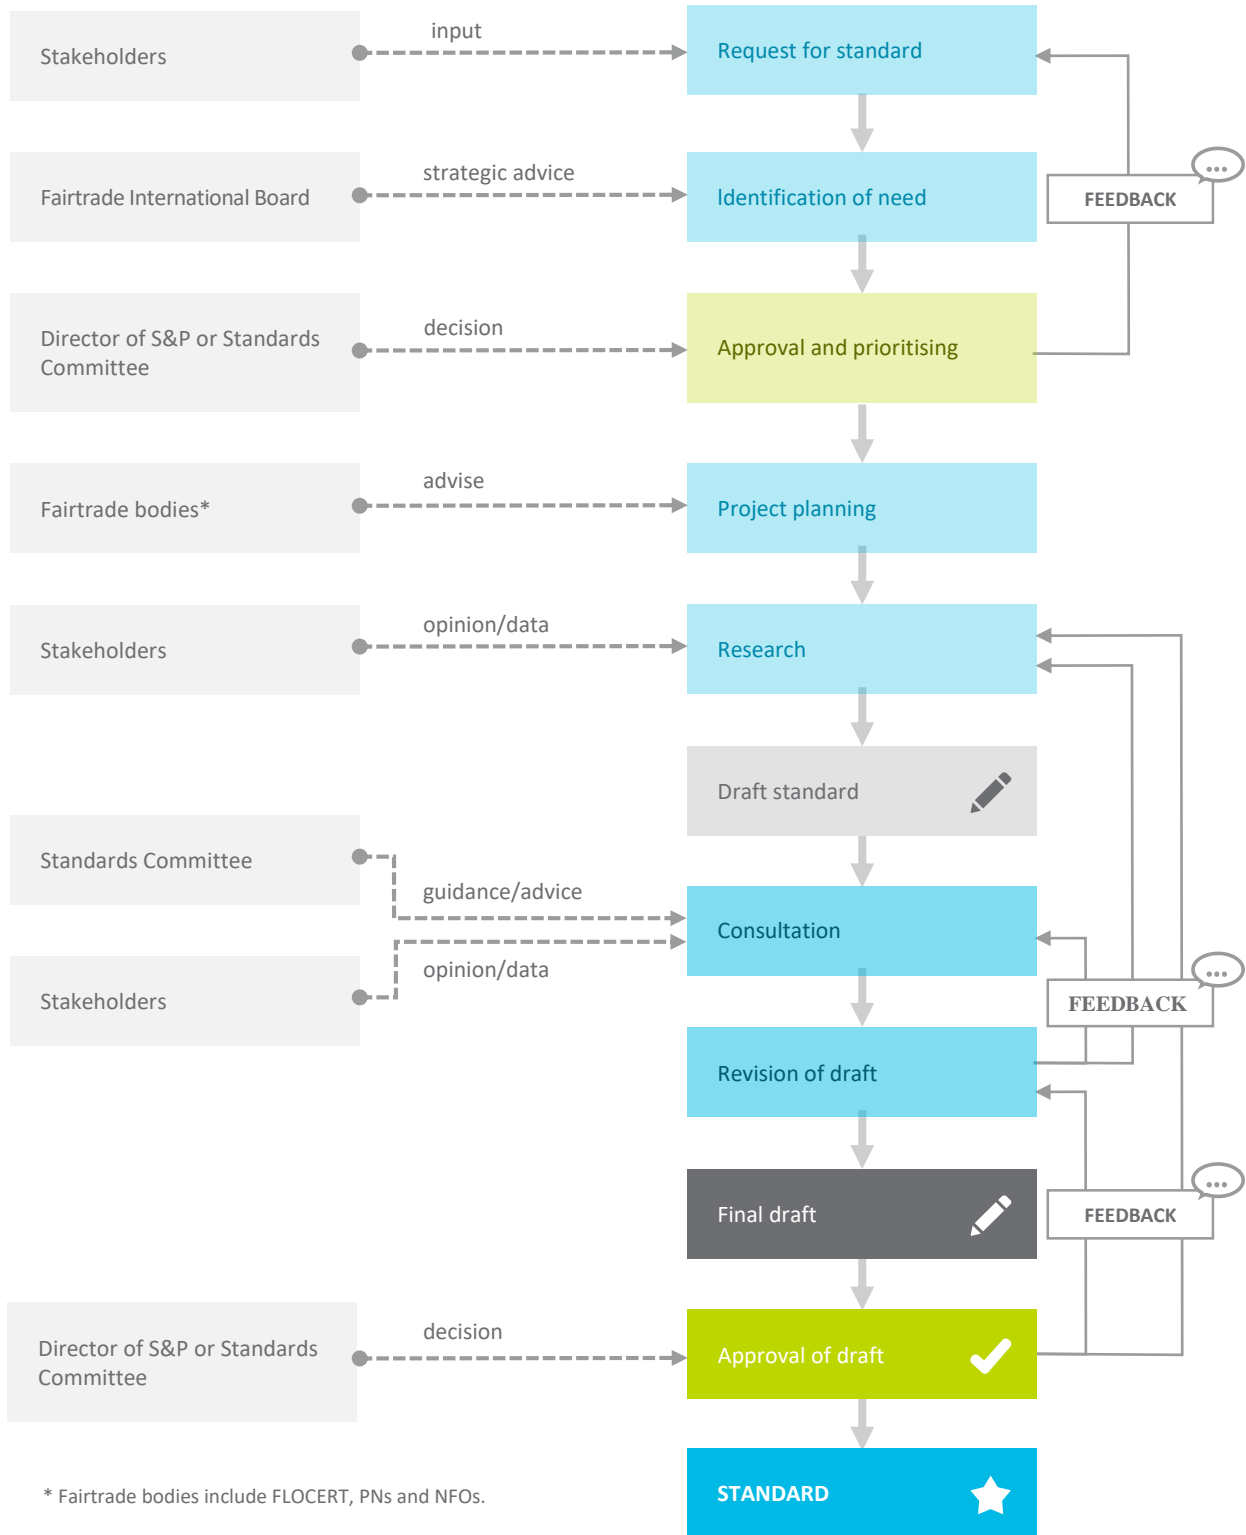 input
Stakeholders
Request for standard
strategic advice
Fairtrade International Board
Identification of need
...
FEEDBACK
decision
Director of S&P or Standards
Committee
Approval and prioritising
advise
Fairtrade bodies*
Project planning
opinion/data
Stakeholders
Research
Draft standard
Standards Committee
guidance/advice
Consultation
opinion/data
Stakeholders
...
FEEDBACK
Revision of draft
...
Final draft
FEEDBACK
decision
Director of S&P or Standards
Committee
Approval of draft
STANDARD
* Fairtrade bodies include FLOCERT, PNs and NFOs.